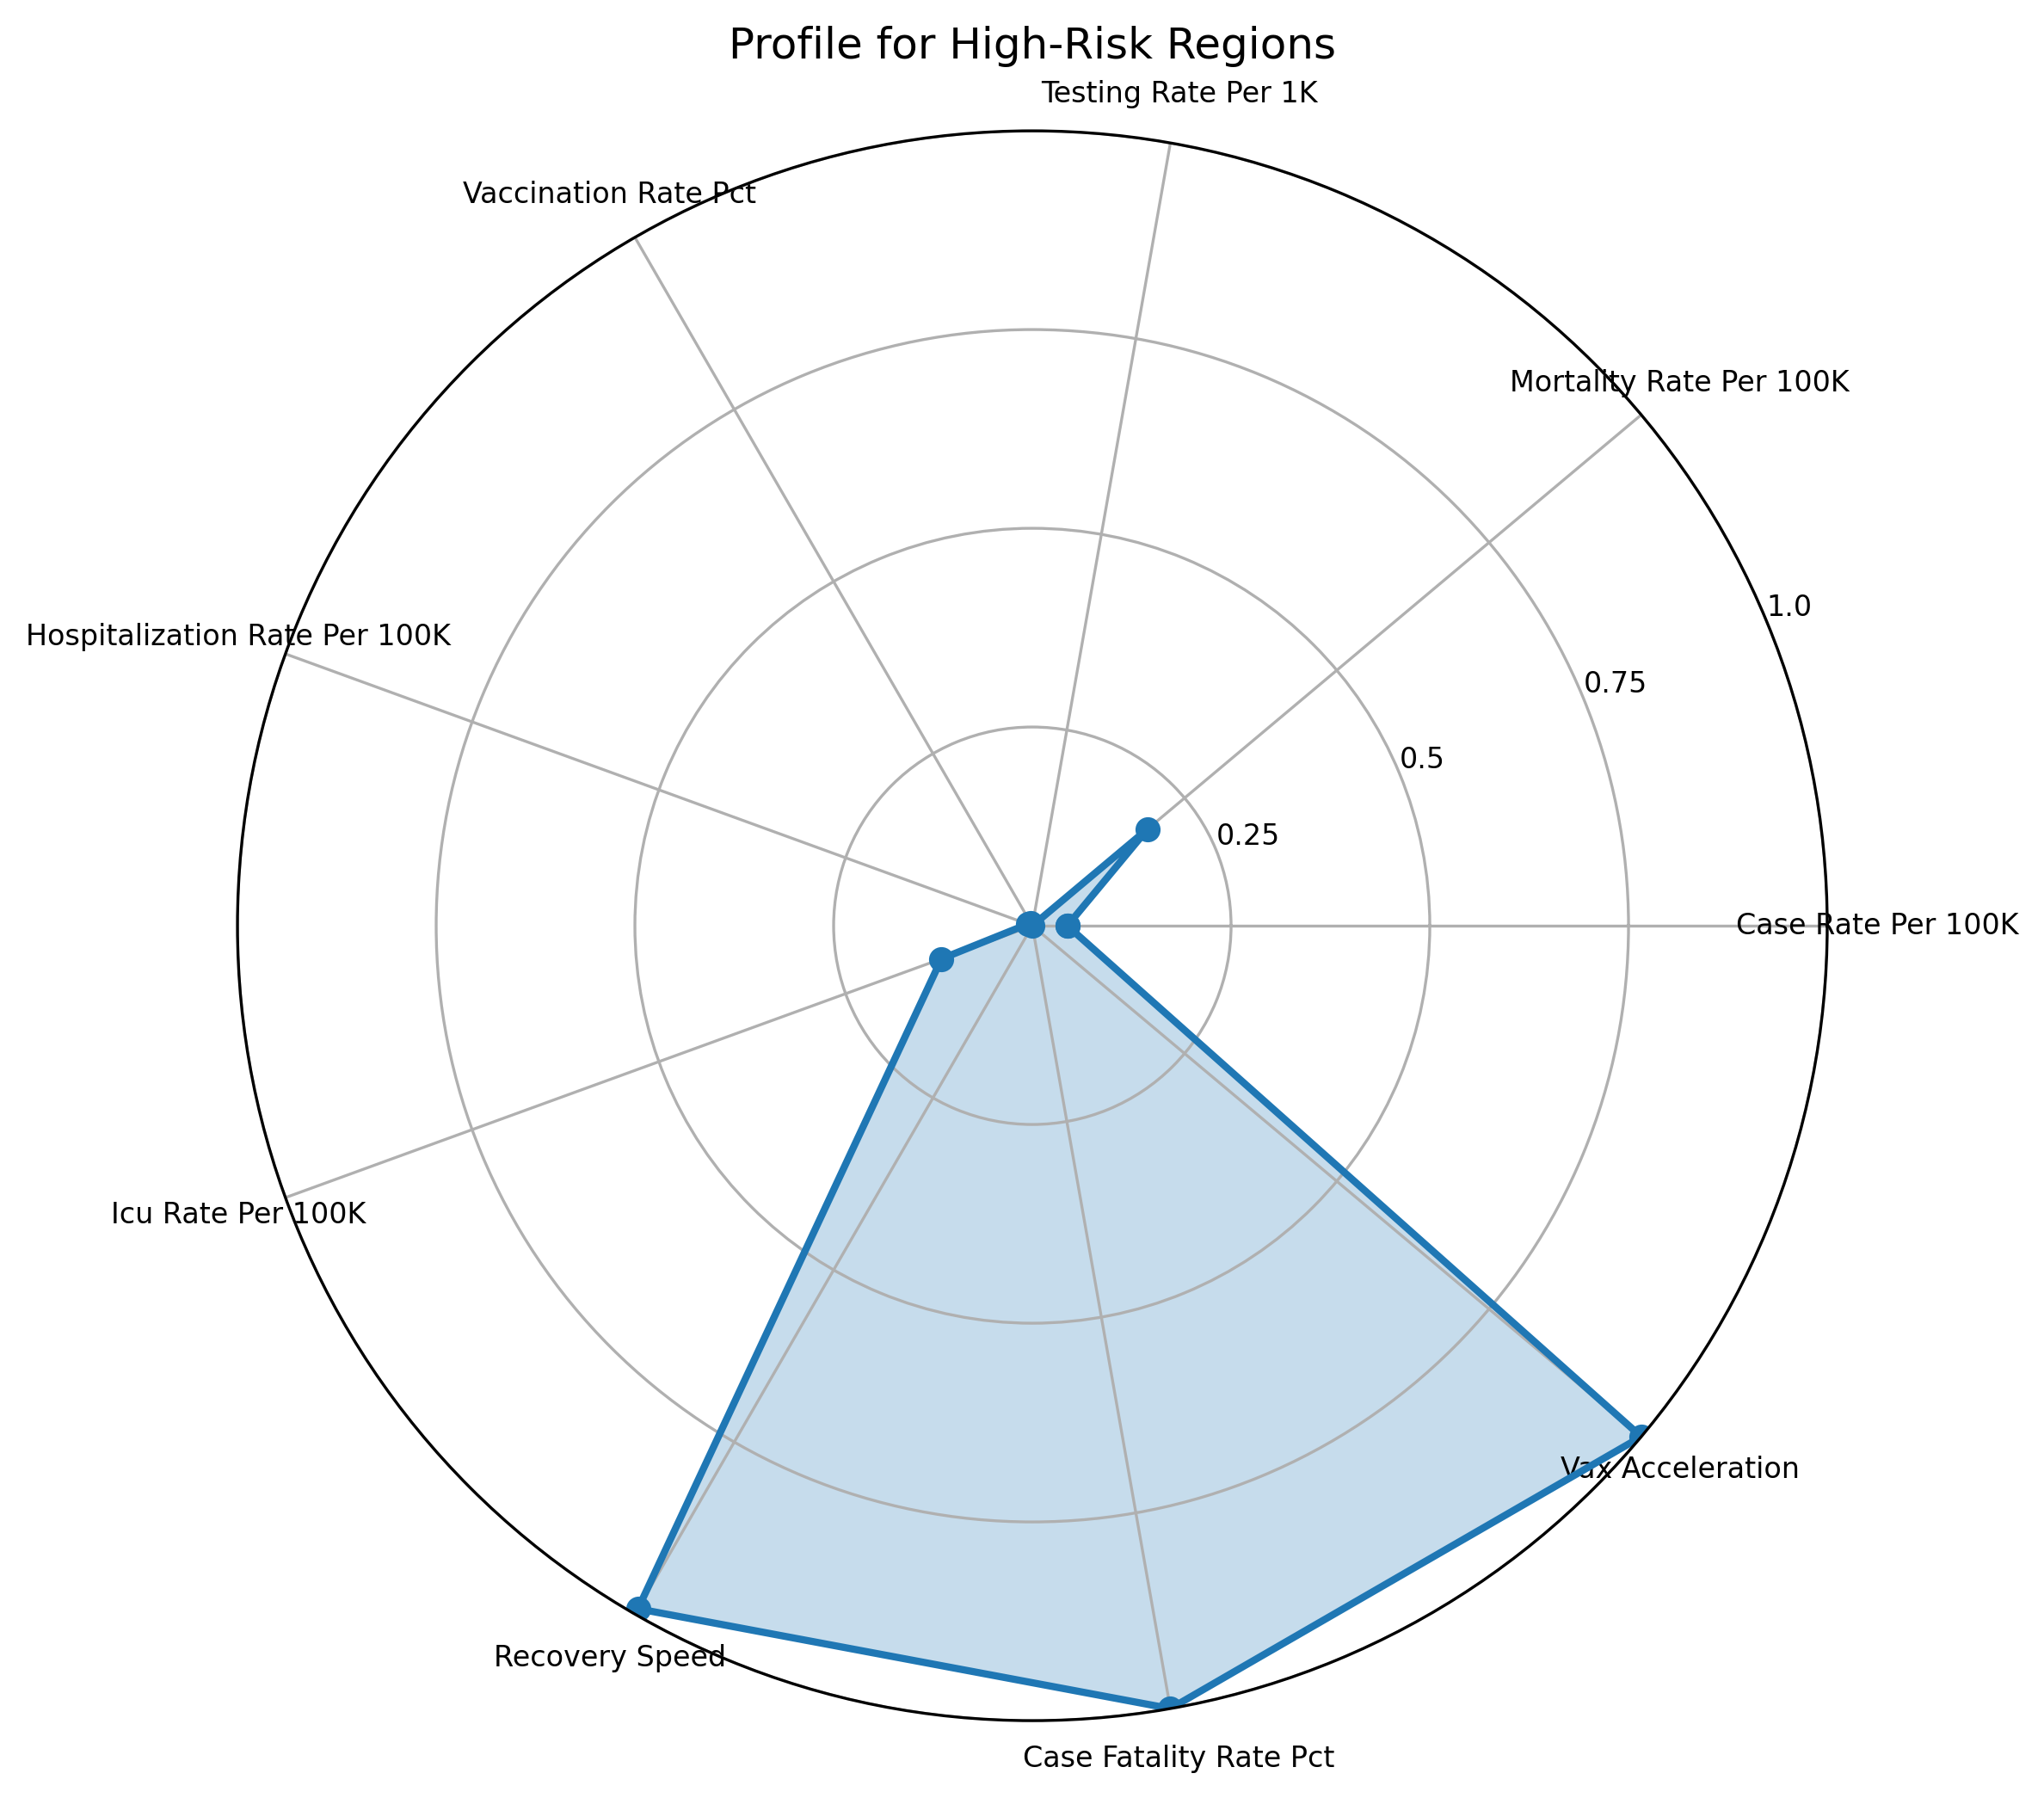 Profile for High-Risk Regions
Testing Rate Per 1K
Vaccination Rate Pct
Mortality Rate Per 100K
1.0
Hospitalization Rate Per 100K
0.75
0.5
0.25
Case Rate Per 100K
Icu Rate Per 100K
Vax Acceleration
Recovery Speed
Case Fatality Rate Pct